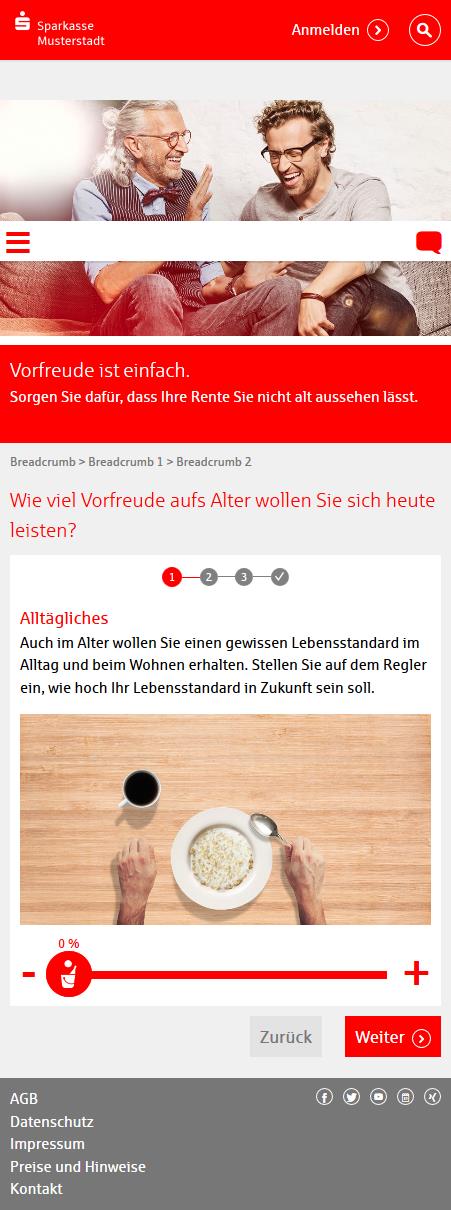 Sparkasse
Musterstadt
Anmelden
Vorfreude ist einfach.
Sorgen Sie dafür, dass Ihre Rente Sie nicht alt aussehen lässt.
Breadcrumb > Breadcrumb 1 > Breadcrumb 2
Wie viel Vorfreude aufs Alter wollen Sie sich heute
leisten?
1 2 3
Alltägliches
Auch im Alter wollen Sie einen gewissen Lebensstandard im
Alltag und beim Wohnen erhalten. Stellen Sie auf dem Regler
ein, wie hoch Ihr Lebensstandard in Zukunft sein soll.
0 %
- +
Zurück Weiter
AGB
Datenschutz
Impressum
Preise und Hinweise
Kontakt